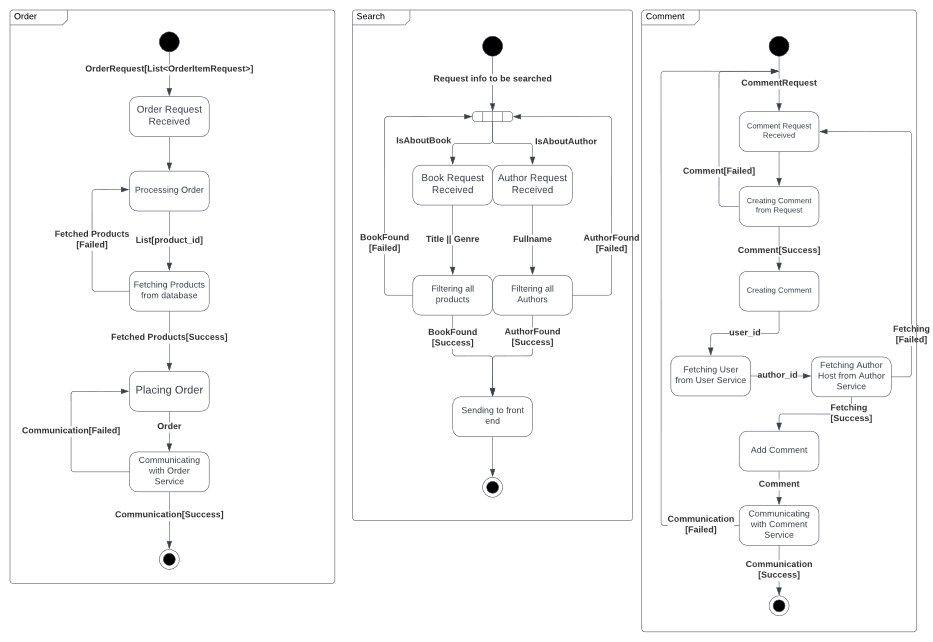 Order
OrderRequest[List<OrderItemRequest>]
Order Request
Received
Processing Order
Fetched Products
[Failed]
List[product_id]
Fetching Products
from database
Fetched Products[Success]
Placing Order
Communication[Failed]
Order
Communicating
with Order
Service
Communication[Success]
Search
Request info to be searched
IsAboutBook
IsAboutAuthor
Book Request
Received
Author Request
Received
BookFound
[Failed]
Title || Genre
Fullname
AuthorFound
[Failed]
Filtering all
products
Filtering all
Authors
BookFound
[Success]
AuthorFound
[Success]
Sending to front
end
Comment
CommentRequest
Comment Request
Received
Comment[Failed]
Creating Comment
from Request
Comment[Success]
Creating Comment
user_id
Fetching
[Failed]
Fetching User
from User Service
author_id
Fetching Author
Host from Author
Service
Fetching
[Success]
Add Comment
Comment
Communication
[Failed]
Communicating
with Comment
Service
Communication
[Success]